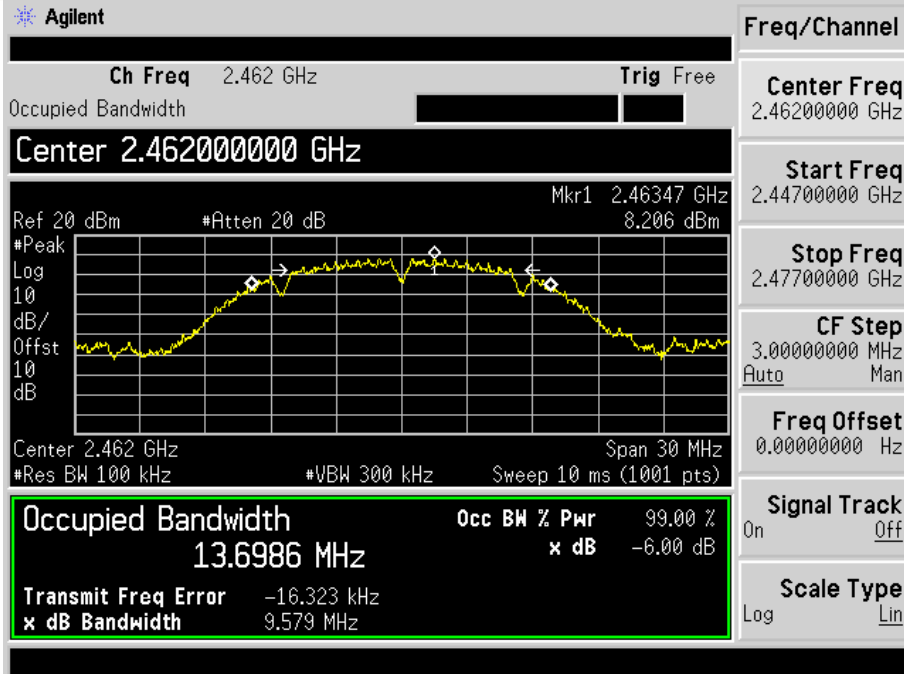 Agilent
Ch Freq 2.462 GHz Trig Free
Occupied Bandwidth
Center 2.462000000 GHz
Mkr1 2.46347 GHz
Ref 20 dBm #Atten 20 dB 8.206 dBm
#Peak
Log
10
dB/
Offst
10
dB
Center 2.462 GHz Span 30 MHz
#Res BW 100 kHz #VBW 300 kHz Sweep 10 ms (1001 pts)
Occupied Bandwidth Occ BW % Pwr 99.00 %
13.6986 MHz x dB -6.00 dB
Transmit Freq Error -16.323 kHz
x dB Bandwidth 9.579 MHz
Freq/Channel
Center Freq
2.46200000 GHz
Start Freq
2.44700000 GHz
Stop Freq
2.47700000 GHz
CF Step
3.00000000 MHz
Auto Man
Freq Offset
0.00000000 Hz
Signal Track
On Off
Scale Type
Log Lin